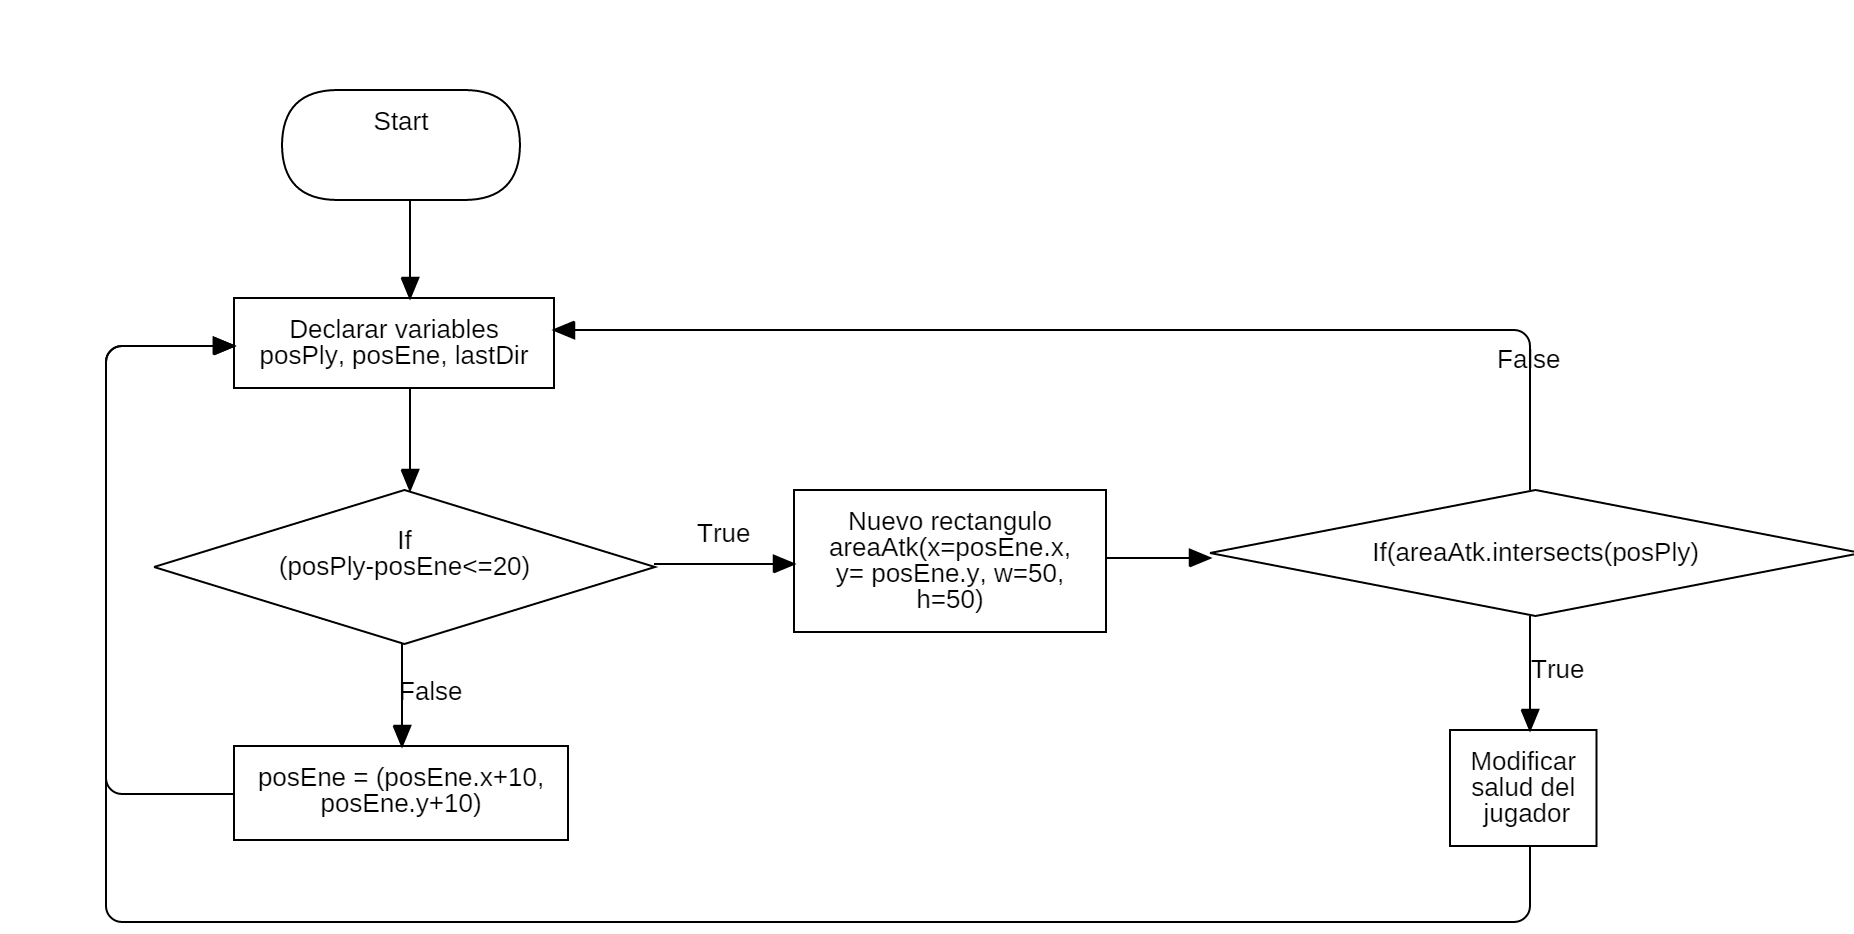 Start
Declarar variables
posPly, posEne, lastDir
False
If
(posPly-posEne<=20)
True
Nuevo rectangulo
areaAtk(x=posEne.x,
y= posEne.y, w=50,
h=50)
If(areaAtk.intersects(posPly)
False
True
posEne = (posEne.x+10,
posEne.y+10)
Modificar
salud del
jugador